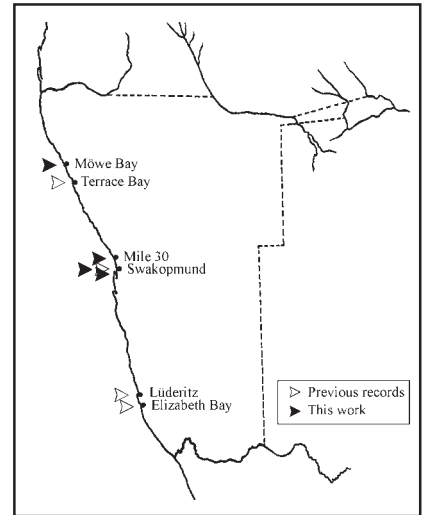 Möwe Bay
Terrace Bay
Mile 30
Swakopmund
Lüderitz
Elizabeth Bay
Previous records
This work